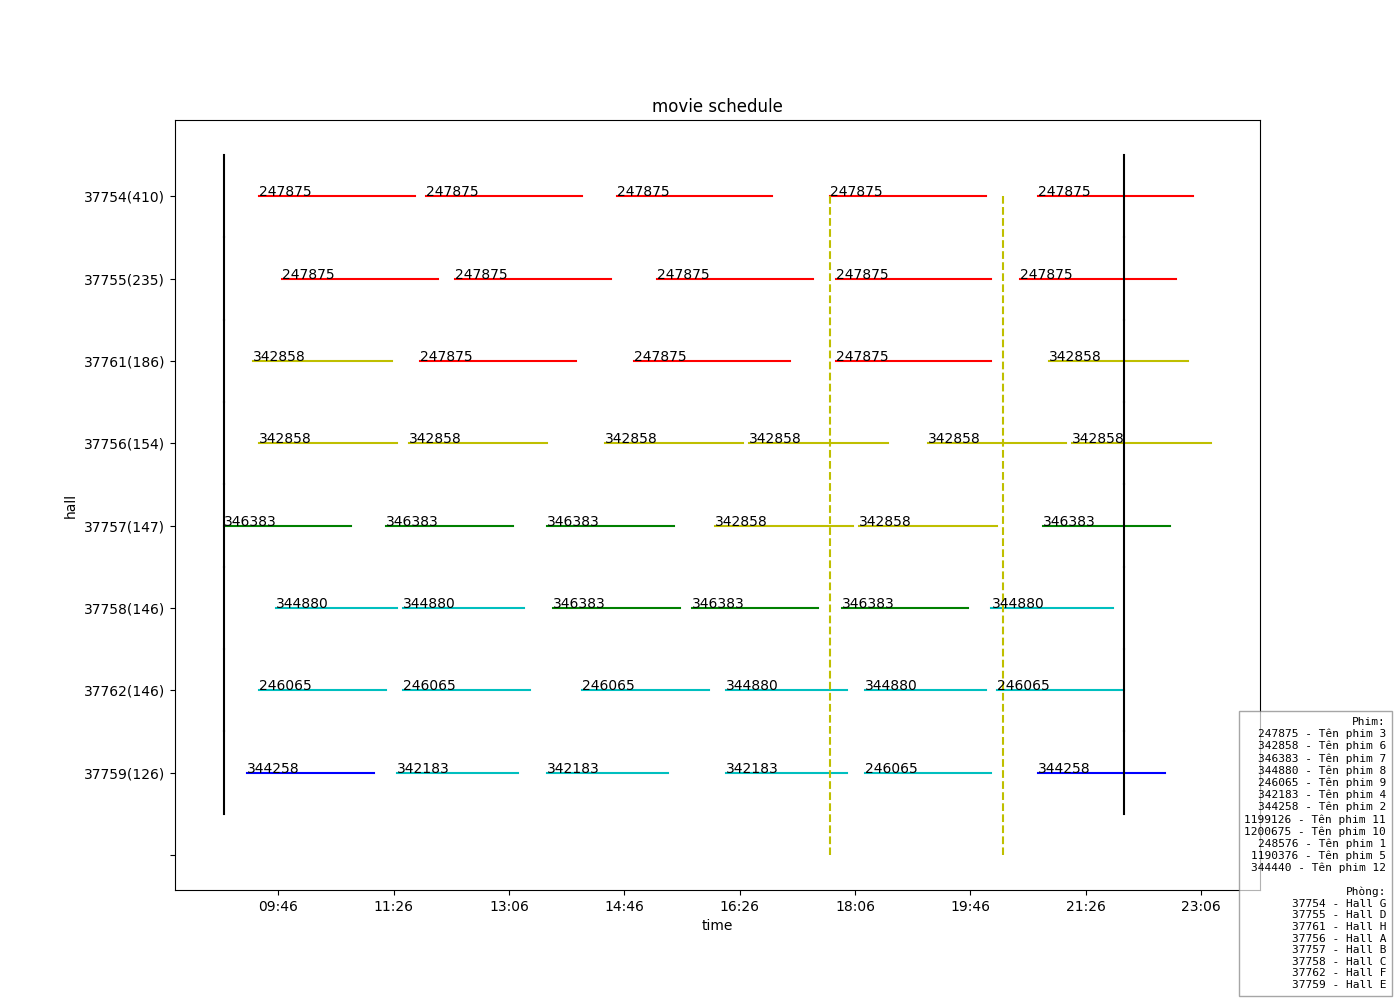 movie schedule
37754(410)
247875 247875 247875 247875 247875
37755(235)
247875 247875 247875 247875 247875
37761(186)
342858 247875 247875 247875 342858
37756(154)
342858 342858 342858 342858 342858 342858
hall
37757(147)
346383 346383 346383 342858 342858 346383
37758(146)
344880 344880 346383 346383 346383 344880
37762(146)
246065 246065 246065 344880 344880 246065
37759(126)
344258 342183 342183 342183 246065 344258
09:46 11:26 13:06 14:46 16:26 18:06 19:46 21:26 23:06
time
Phim:
247875 - Tên phim 3
342858 - Tên phim 6
346383 - Tên phim 7
344880 - Tên phim 8
246065 - Tên phim 9
342183 - Tên phim 4
344258 - Tên phim 2
1199126 - Tên phim 11
1200675 - Tên phim 10
248576 - Tên phim 1
1190376 - Tên phim 5
344440 - Tên phim 12
Phòng:
37754 - Hall G
37755 - Hall D
37761 - Hall H
37756 - Hall A
37757 - Hall B
37758 - Hall C
37762 - Hall F
37759 - Hall E